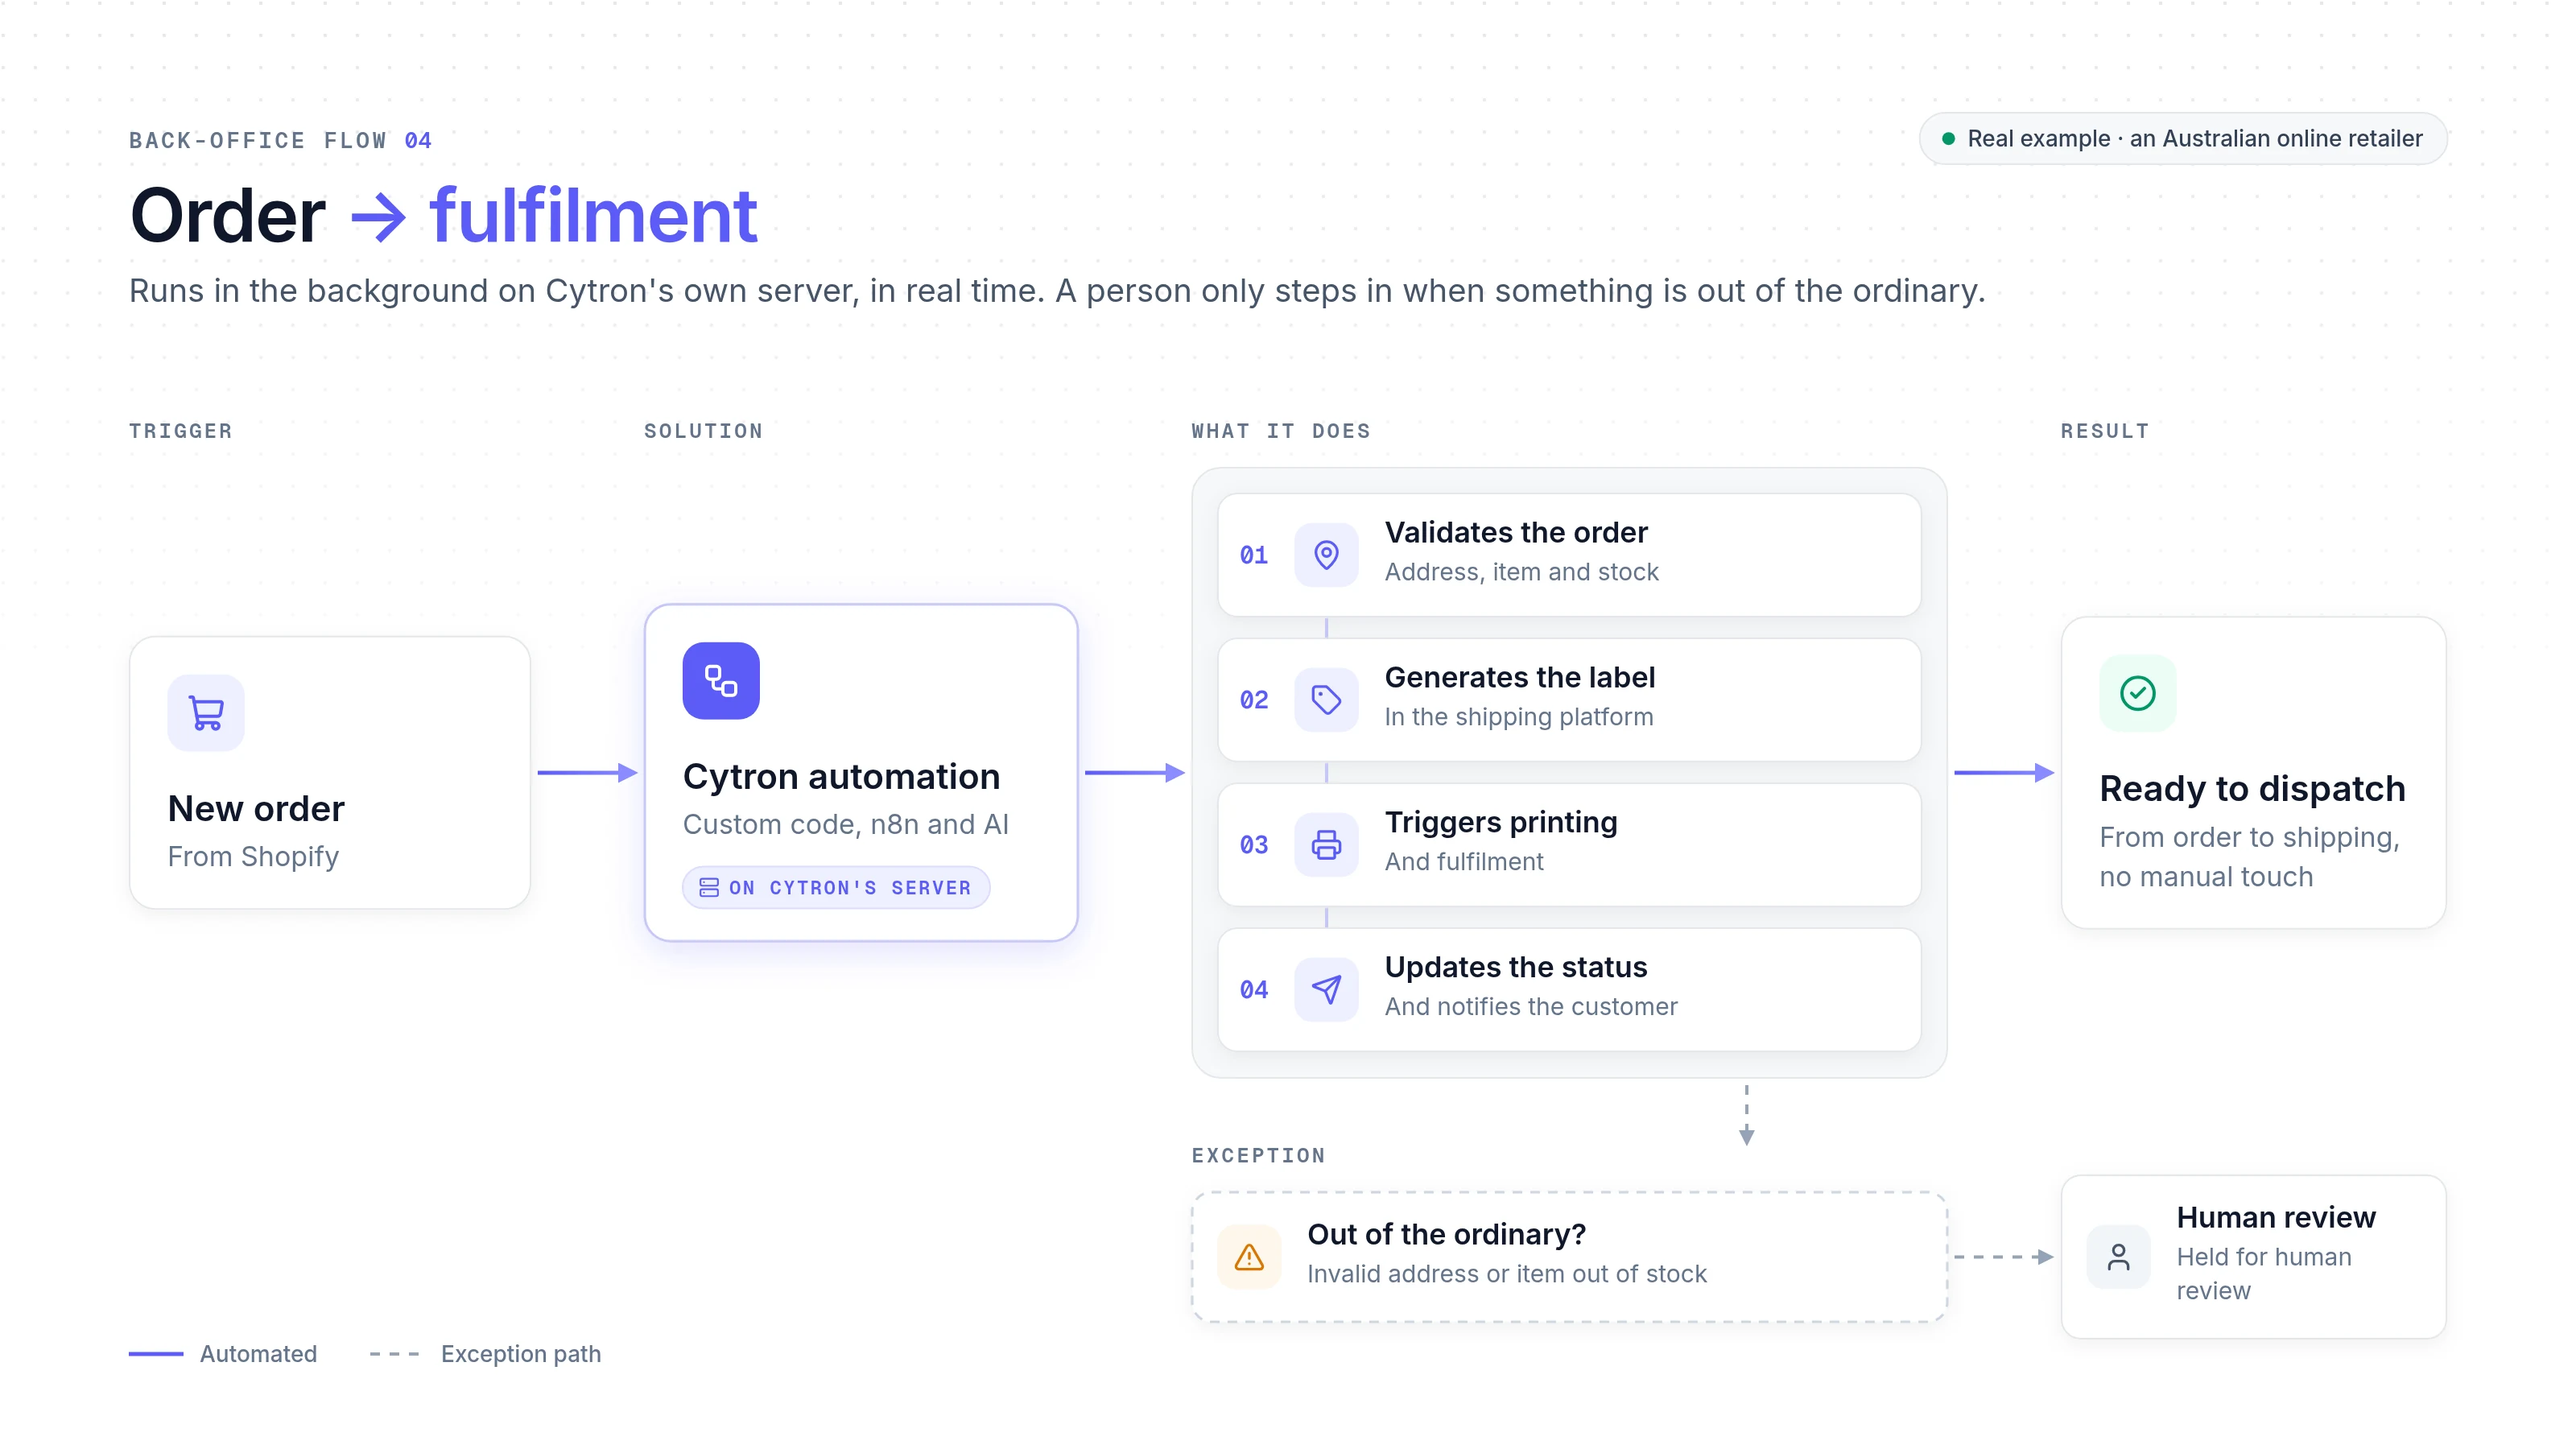 BACK-OFFICE FLOW 04
Real example · an Australian online retailer
Order → fulfilment
Runs in the background on Cytron's own server, in real time. A person only steps in when something is out of the ordinary.
TRIGGER
SOLUTION
WHAT IT DOES
RESULT
New order
From Shopify
Cytron automation
Custom code, n8n and AI
ON CYTRON'S SERVER
01
Validates the order
Address, item and stock
02
Generates the label
In the shipping platform
03
Triggers printing
And fulfilment
04
Updates the status
And notifies the customer
Ready to dispatch
From order to shipping,
no manual touch
EXCEPTION
Out of the ordinary?
Invalid address or item out of stock
Human review
Held for human
review
Automated
Exception path